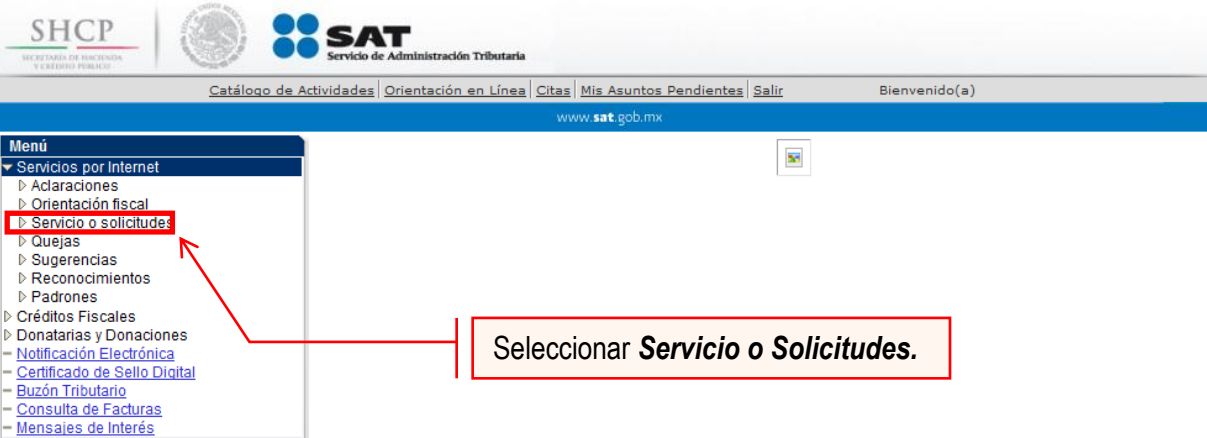 SHCP
SECRETARÍA DE HACIENDA
Y CRÉDITO PÚBLICO
SAT
Servicio de Administración Tributaria
Catálogo de Actividades Orientación en Línea Citas Mis Asuntos Pendientes Salir Bienvenido(a)
www.sat.gob.mx
Menú
Servicios por Internet
Aclaraciones
Orientación fiscal
Servicio o solicitudes
Quejas
Sugerencias
Reconocimientos
Padrones
Créditos Fiscales
Donatarias y Donaciones
Notificación Electrónica
Certificado de Sello Digital
Buzón Tributario
Consulta de Facturas
Mensajes de Interés
Seleccionar Servicio o Solicitudes.